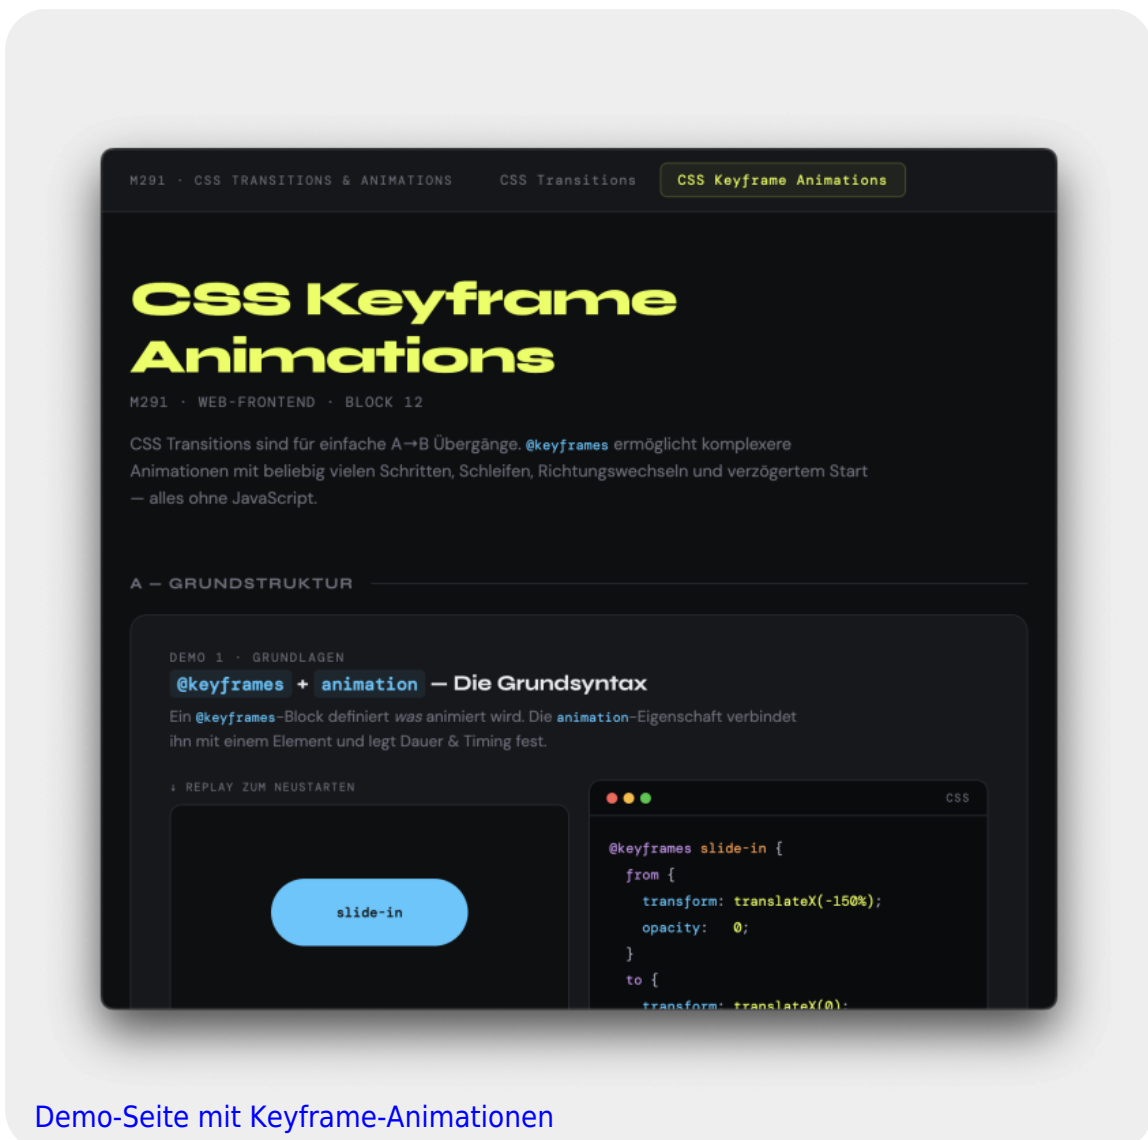 M291 · CSS TRANSITIONS & ANIMATIONS CSS Transitions CSS Keyframe Animations
CSS Keyframe
Animations
M291 · WEB-FRONTEND · BLOCK 12
CSS Transitions sind für einfache A→B Übergänge. @keyframes ermöglicht komplexere
Animationen mit beliebig vielen Schritten, Schleifen, Richtungswechseln und verzögertem Start
— alles ohne JavaScript.
A — GRUNDSTRUKTUR
DEMO 1 · GRUNDLAGEN
@keyframes + animation — Die Grundsyntax
Ein @keyframes-Block definiert was animiert wird. Die animation-Eigenschaft verbindet
ihn mit einem Element und legt Dauer & Timing fest.
↓ REPLAY ZUM NEUSTARTEN
slide-in
CSS
@keyframes slide-in {
from {
transform: translateX(-150%);
opacity: 0;
}
to {
transform: translateX(0);
Demo-Seite mit Keyframe-Animationen